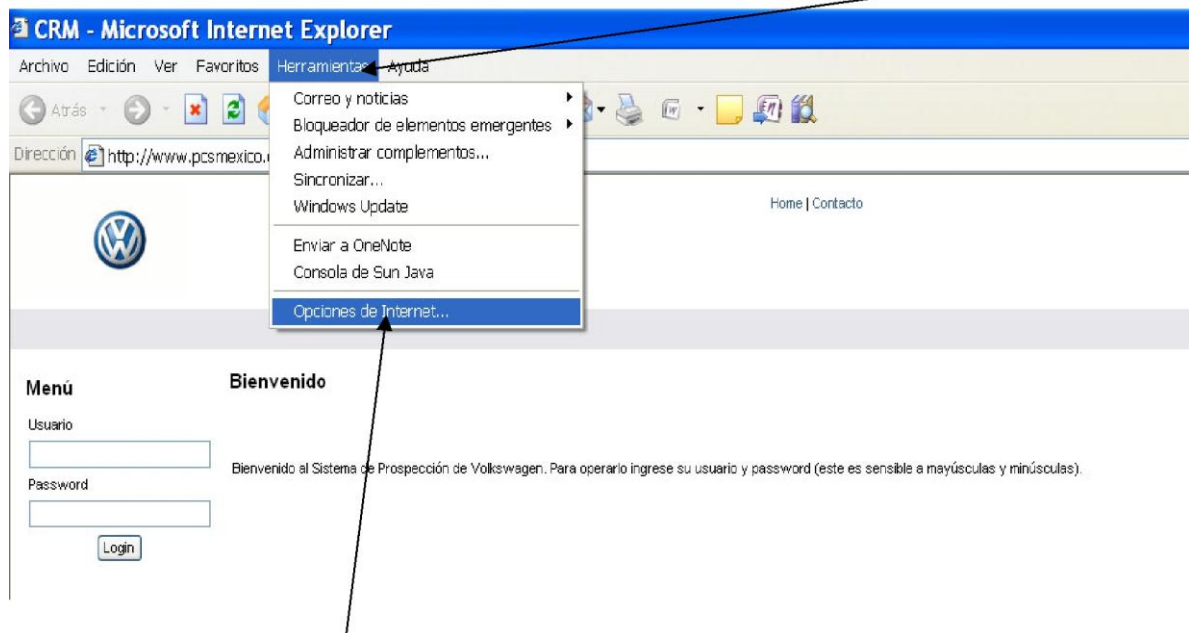 CRM - Microsoft Internet Explorer
Archivo Edición Ver Favoritos Herramientas Ayuda
Atrás
Correo y noticias
Bloqueador de elementos emergentes
Administrar complementos...
Sincronizar...
Windows Update
Enviar a OneNote
Consola de Sun Java
Opciones de Internet...
Dirección http://www.pcsmexico.
Home | Contacto
Menú
Usuario
Password
Login
Bienvenido
Bienvenido al Sistema de Prospección de Volkswagen. Para operarlo ingrese su usuario y password (este es sensible a mayúsculas y minúsculas).